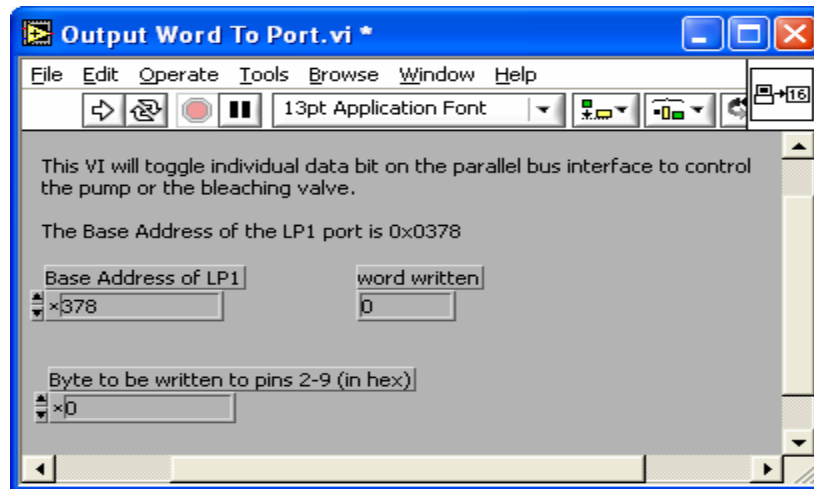 Output Word To Port.vi *
File Edit Operate Tools Browse Window Help
13pt Application Font
16
This VI will toggle individual data bit on the parallel bus interface to control
the pump or the bleaching valve.
The Base Address of the LP1 port is 0x0378
Base Address of LP1 word written
×378 0
Byte to be written to pins 2-9 (in hex)
×0